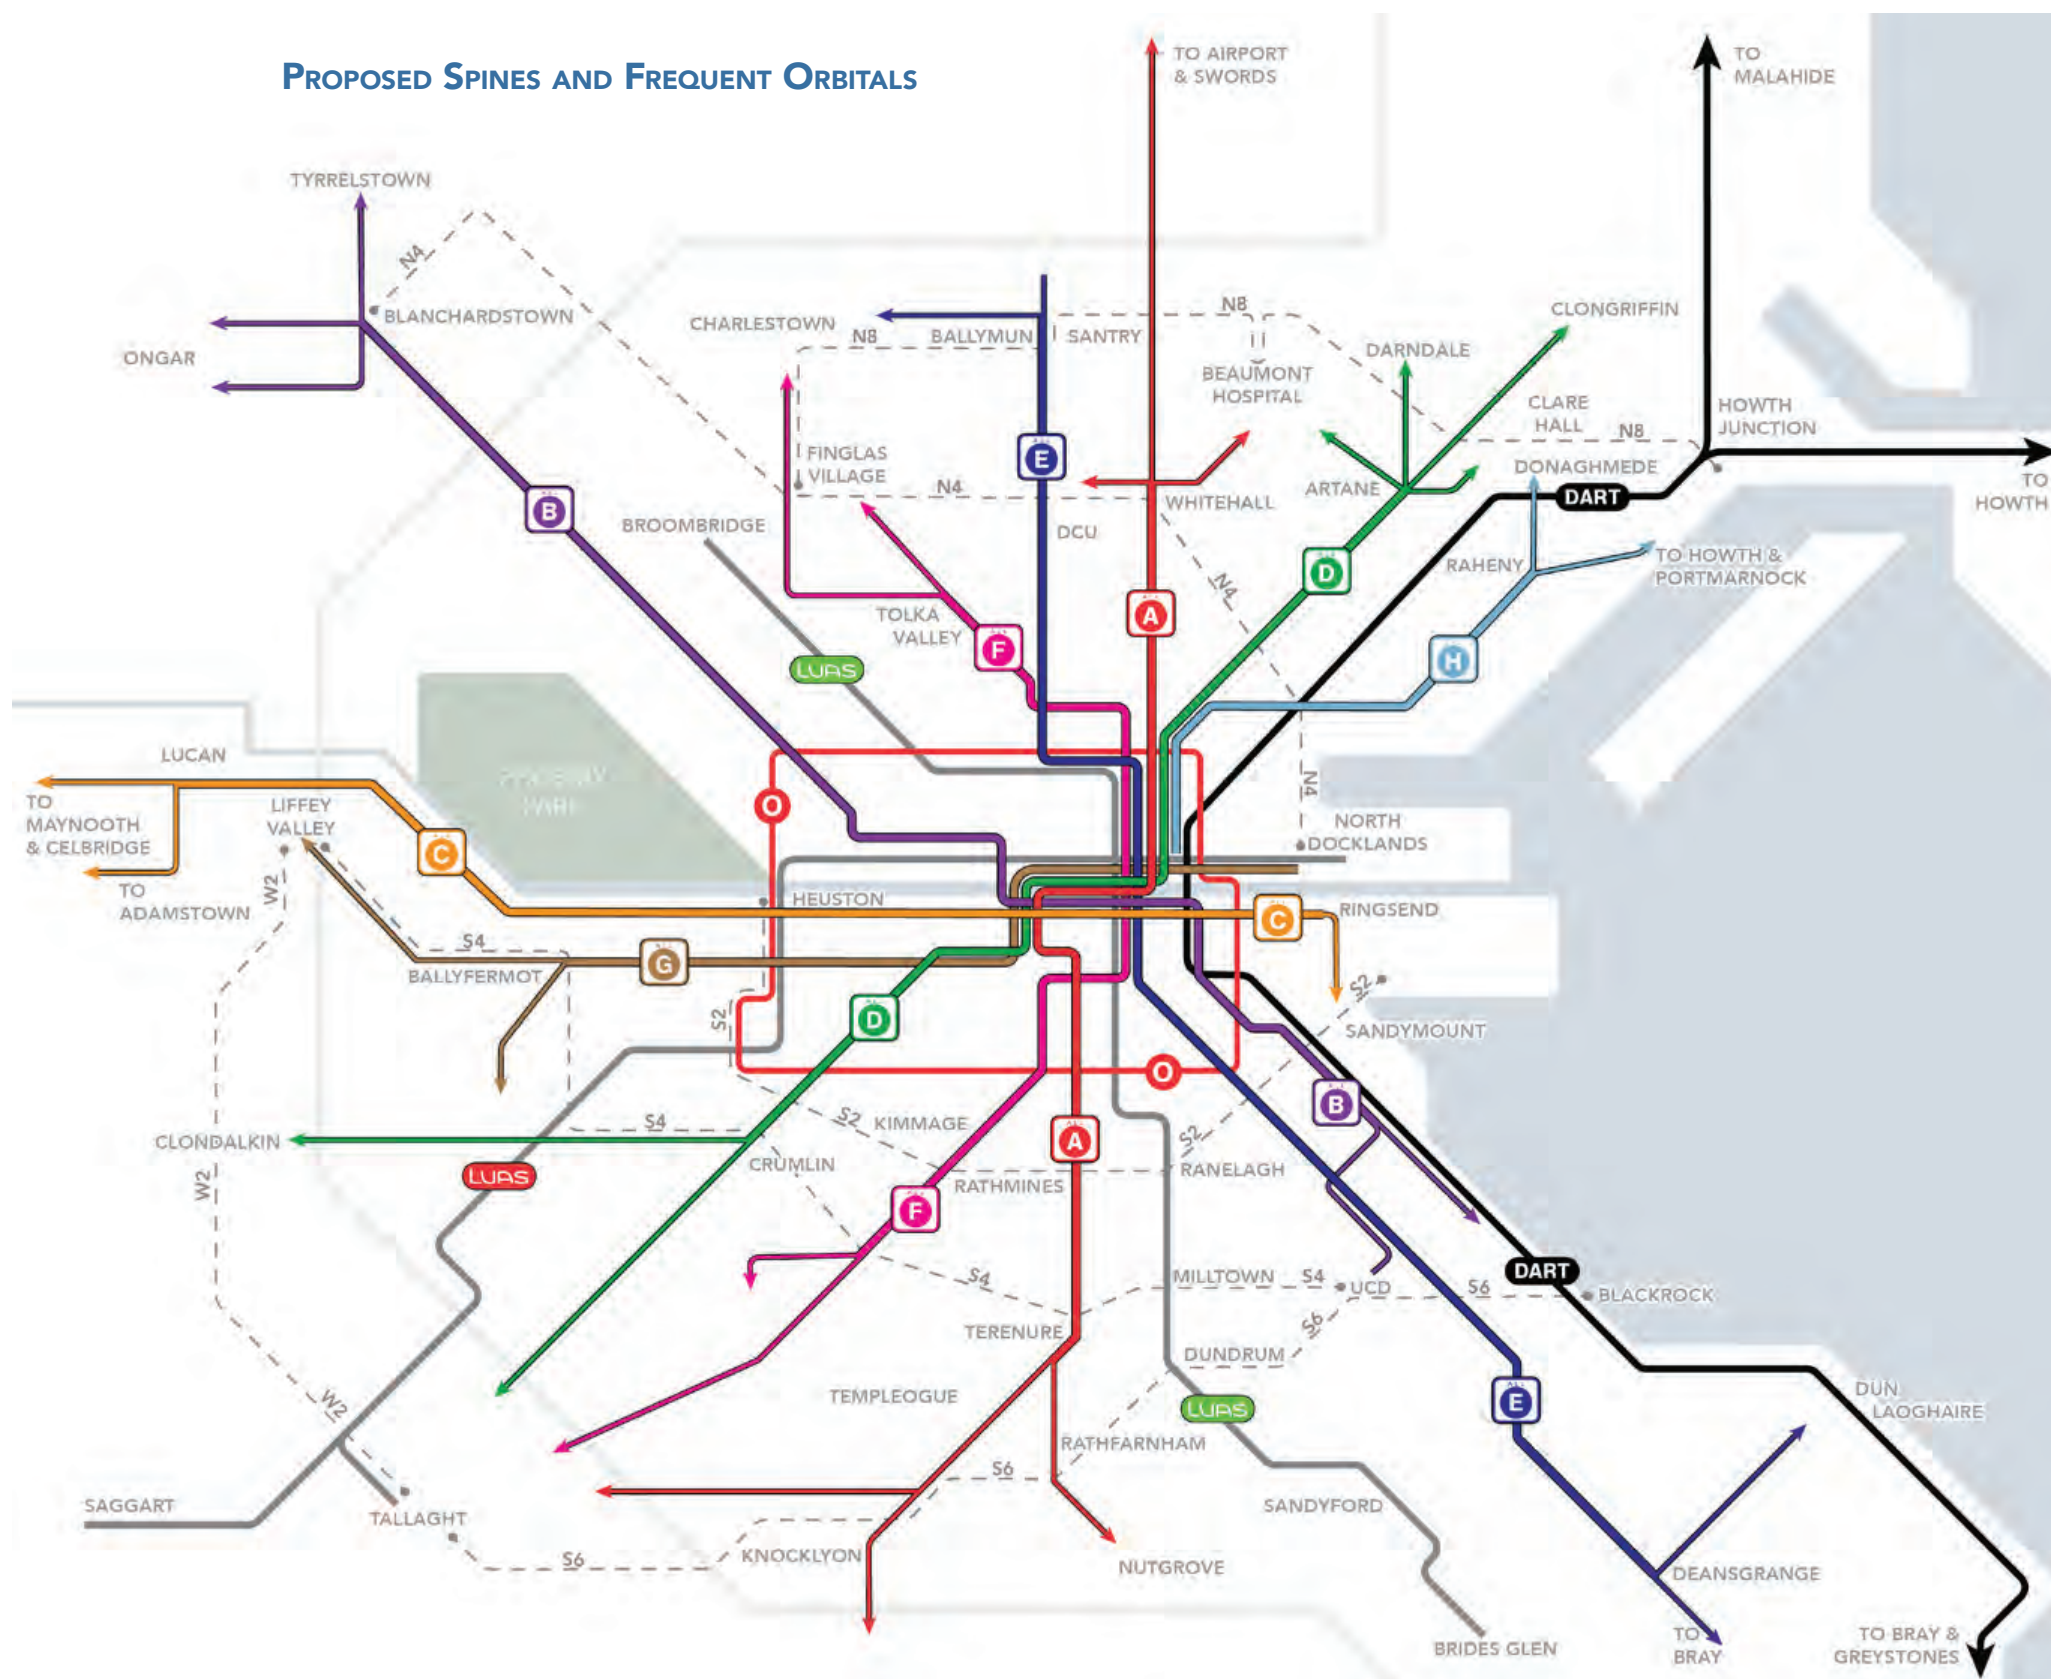 PROPOSED SPINES AND FREQUENT ORBITALS
TO AIRPORT
& SWORDS
TO
MALAHIDE
TYRRELSTOWN
N4
BLANCHARDSTOWN
ONGAR
CHARLESTOWN
N8
BALLYMUN
SANTRY
N8
BEAUMONT
HOSPITAL
DARNDALE
CLONGRIFFIN
CLARE
HALL
N8
HOWTH
JUNCTION
TO
HOWTH
DONAGHMEDE
DART
ARTANE
WHITEHALL
FINGLAS
VILLAGE
N4
E
B
BROOMBRIDGE
DCU
D
RAHENY
TO HOWTH &
PORTMARNOCK
N4
A
TOLKA
VALLEY
F
LUAS
H
LUCAN
PARK
TO
MAYNOOTH
& CELBRIDGE
LIFFEY
VALLEY
C
O
N4
NORTH
DOCKLANDS
TO
ADAMSTOWN
W2
HEUSTON
C
RINGSEND
S4
BALLYFERMOT
G
D
S2
S2
SANDYMOUNT
O
B
CLONDALKIN
W2
S4
S2
KIMMAGE
A
S2
LUAS
CRUMLIN
RATHMINES
RANELAGH
F
S4
MILLTOWN
S4
UCD
S6
DART
BLACKROCK
TERENURE
S6
DUNDRUM
TEMPLEOGUE
W2
LUAS
E
DUN
LAOGHAIRE
RATHFARNHAM
S6
SAGGART
TALLAGHT
SANDYFORD
S6
KNOCKLYON
NUTGROVE
DEANSGRANGE
BRIDES GLEN
TO
BRAY
TO BRAY &
GREYSTONES